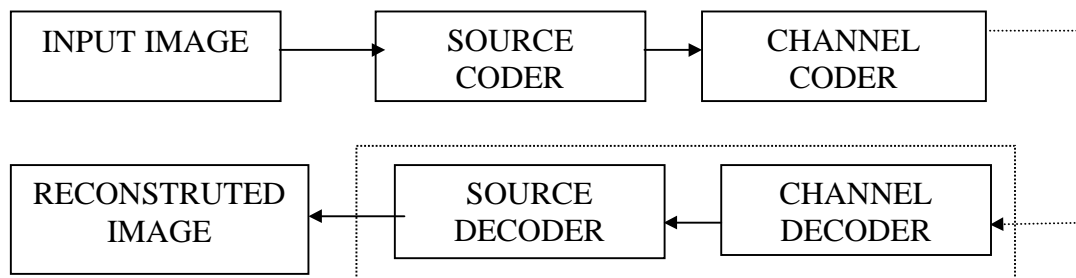 INPUT IMAGE
SOURCE
CODER
CHANNEL
CODER
RECONSTRUTED
IMAGE
SOURCE
DECODER
CHANNEL
DECODER